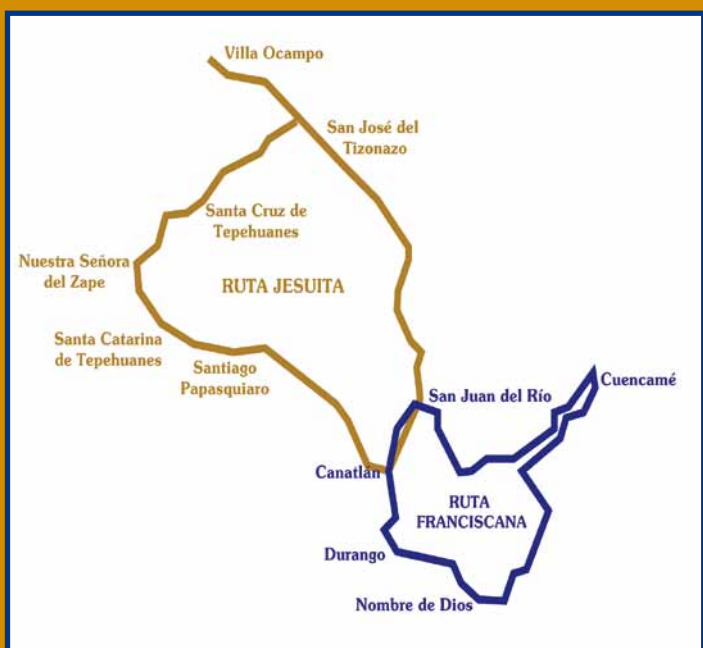 Villa Ocampo
San José del
Tizonazo
Santa Cruz de
Tepehuanes
Nuestra Señora
del Zape
RUTA JESUITA
Santa Catarina
de Tepehuanes
Santiago
Papasquiaro
San Juan del Río
Cuencamé
Canatlán
RUTA
FRANCISCANA
Durango
Nombre de Dios